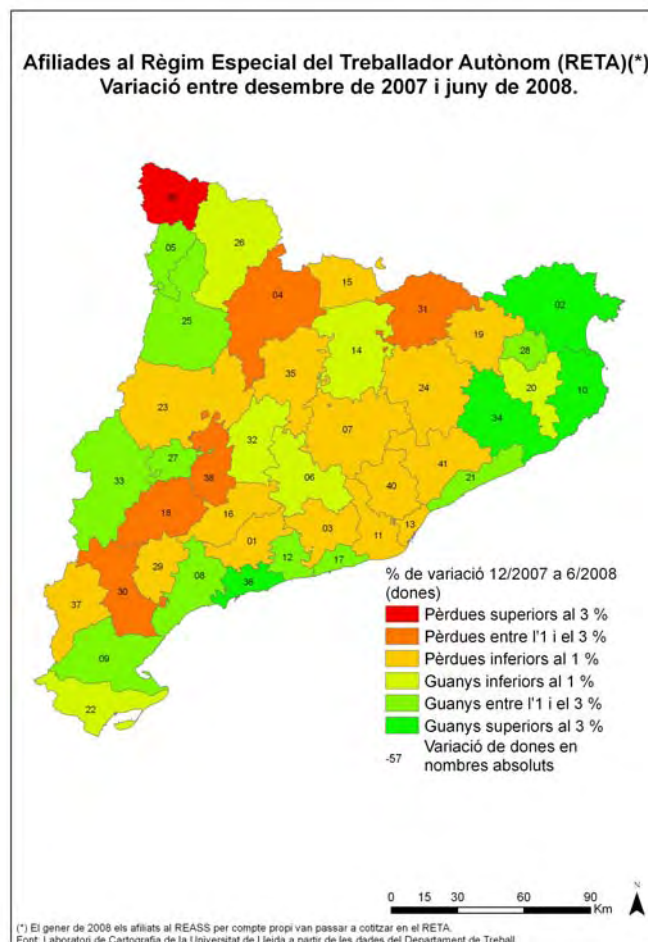 Afiliades al Règim Especial del Treballador Autònom (RETA)(*)
Variació entre desembre de 2007 i juny de 2008.
26
05
15
04
02
31
25
19
14
28
35
20
10
24
23
34
07
32
27
41
06
33
38
40
21
18
16
03
13
01
11
12
17
29
08
36
30
37
09
22
% de variació 12/2007 a 6/2008
(dones)
Pèrdues superiors al 3 %
Pèrdues entre l'1 i el 3 %
Pèrdues inferiors al 1 %
Guanys inferiors al 1 %
Guanys entre l'1 i el 3 %
Guanys superiors al 3 %
-57 Variació de dones en
nombres absoluts
N
0 15 30 60 90
Km
(*) El gener de 2008 els afiliats al REASS per compte propi van passar a cotitzar en el RETA.
Font: Laboratori de Cartografia de la Universitat de Lleida a partir de les dades del Departament de Treball